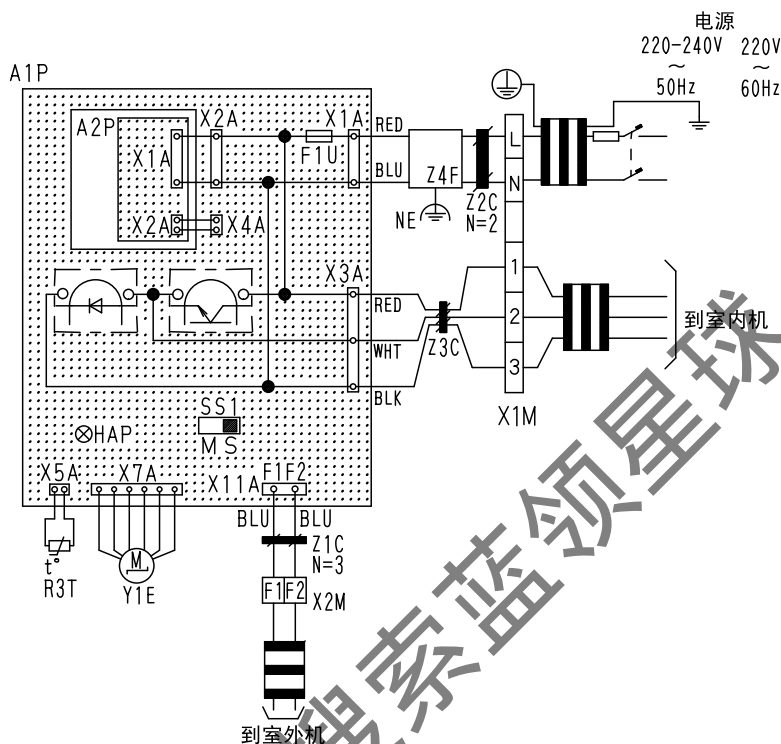 电源
220-240V 220V
~ ~
50Hz 60Hz
A1P
A2P X2A X1A RED
X1A F1U L
BLU Z4F N
X2A X4A NE Z2C
N=2
X3A 1
RED 2 到室内机
WHT Z3C 3
BLK X1M
SS1
HAP M S
X5A X7A X11A F1F2
BLU BLU
Z1C
N=3
t° M
R3T Y1E F1 F2 X2M
到室外机
搜索蓝领星球